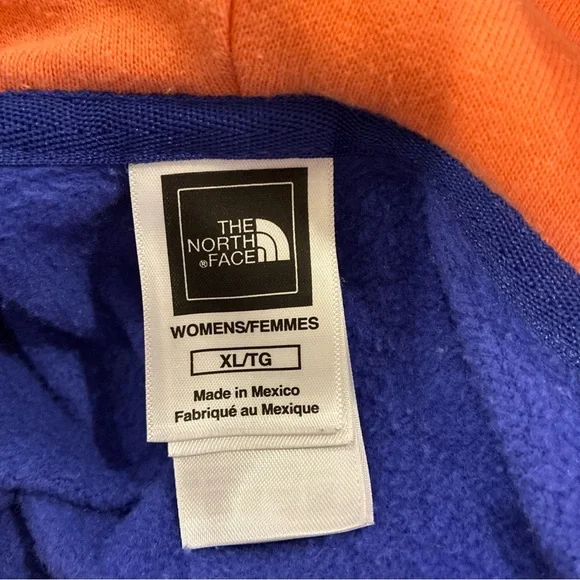 THE
NORTH
®FACE
WOMENS/FEMMES
XL/TG
Made in Mexico
Fabriqué au Mexique